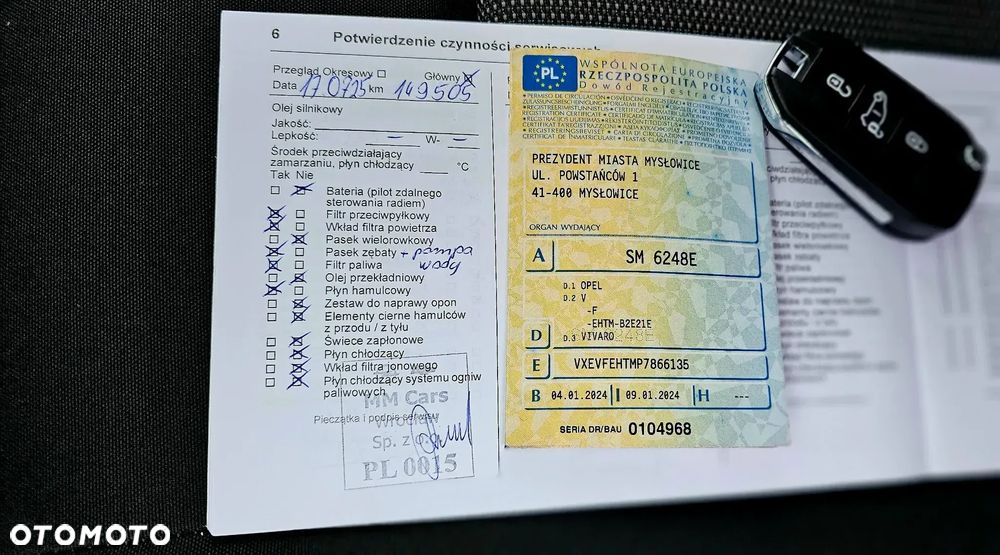 6 Potwierdzenie czynności serwisowych
Przegląd Okresowy □ Główny ☒
Data 17 07 25 km 149 505
Olej silnikowy
Jakość:
Lepkość: – W- –
Środek przeciwdziałający
zamarzaniu, płyn chłodzący °C
Tak Nie
Bateria (pilot zdalnego
sterowania radiem)
Filtr przeciwpyłkowy
Wkład filtra powietrza
Pasek wielorowkowy
Pasek zębaty + pompa
wody
Filtr paliwa
Olej przekładniowy
Płyn hamulcowy
Zestaw do naprawy opon
Elementy cierne hamulców
z przodu / z tyłu
Świece zapłonowe
Płyn chłodzący
Wkład filtra jonowego
Płyn chłodzący systemu ogniw
paliwowych
Pieczątka i podpis serwisu
MM Cars
Wrocław
Sp. z o.o.
PL 0015
PL
WSPÓLNOTA EUROPEJSKA
RZECZPOSPOLITA POLSKA
Dowód Rejestracyjny
PREZYDENT MIASTA MYSŁOWICE
UL. POWSTAŃCÓW 1
41-400 MYSŁOWICE
ORGAN WYDAJĄCY
A SM 6248E
D.1 OPEL
D.2 V
-F
-EHTM-B2E21E
D D.3 VIVARO
E VXEVFEHTMP7866135
B 04.01.2024 I 09.01.2024 H ---
SERIA DR/BAU 0104968
OTOMOTO